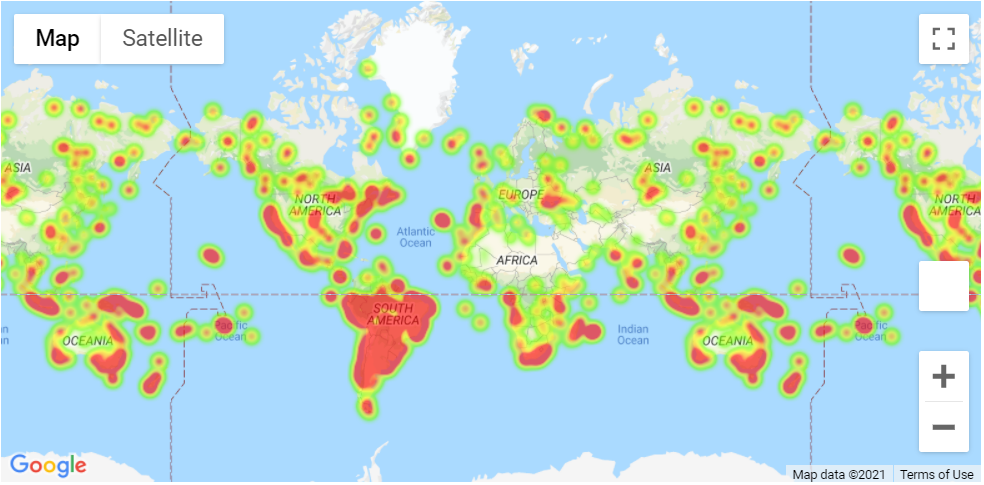 Map Satellite
ASIA
NORTH
AMERICA
EUROPE
ASIA
NORTH
AMERICA
Atlantic
Ocean
AFRICA
SOUTH
AMERICA
OCEANIA
Pacific
Ocean
Indian
Ocean
OCEANIA
Pacific
Ocean
Google
Map data ©2021 Terms of Use